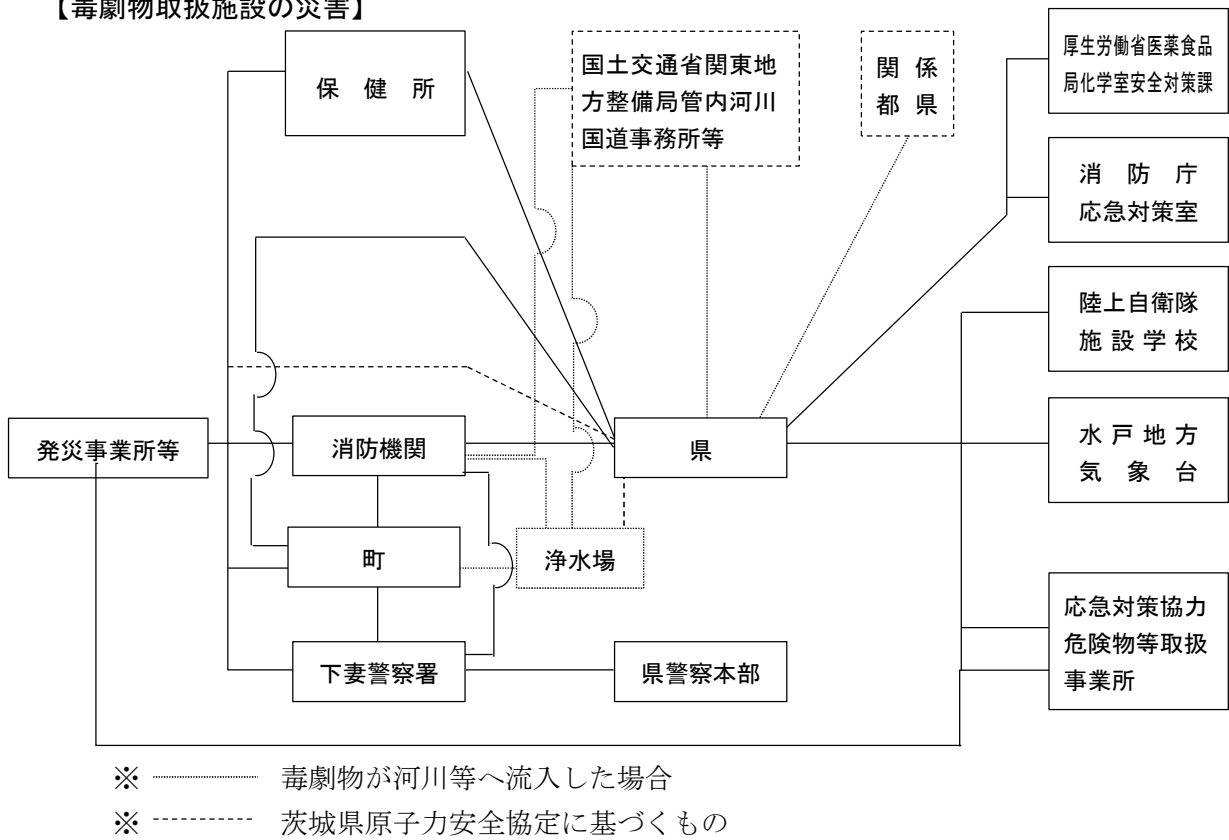 【毒劇物取扱施設の災害】
保健所
国土交通省関東地
方整備局管内河川
国道事務所等
関係
都県
厚生労働省医薬食品
局化学室安全対策課
消防庁
応急対策室
陸上自衛隊
施設学校
発災事業所等
消防機関
県
水戸地方
気象台
町
浄水場
下妻警察署
県警察本部
応急対策協力
危険物等取扱
事業所
※ 毒劇物が河川等へ流入した場合
※ 茨城県原子力安全協定に基づくもの